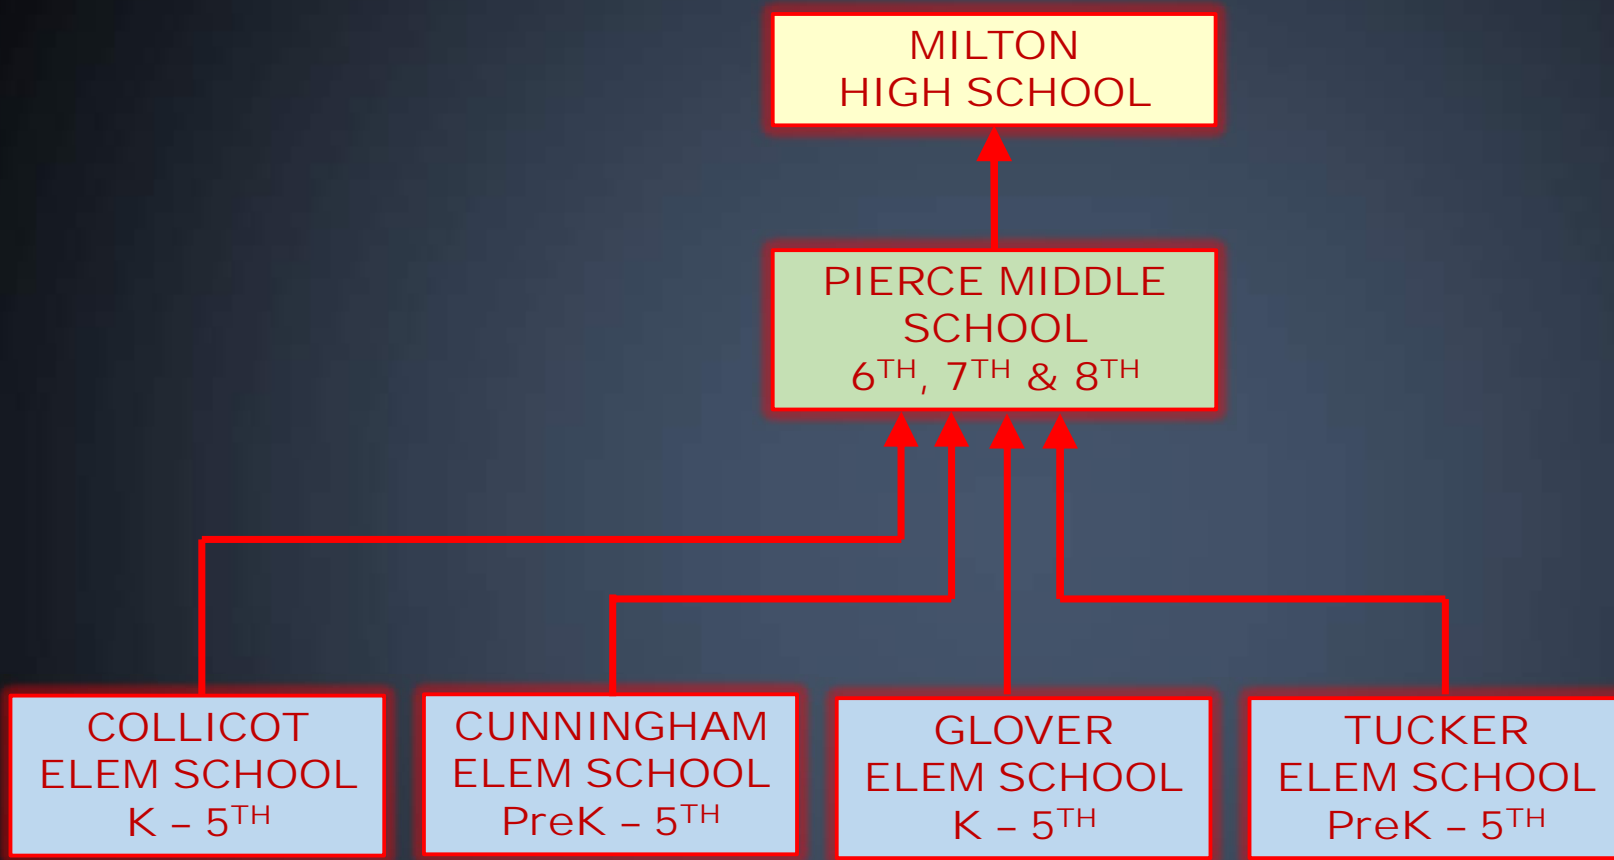 MILTON
HIGH SCHOOL
PIERCE MIDDLE
SCHOOL
6TH, 7TH & 8TH
COLLICOT
ELEM SCHOOL
K – 5TH
CUNNINGHAM
ELEM SCHOOL
PreK – 5TH
GLOVER
ELEM SCHOOL
K – 5TH
TUCKER
ELEM SCHOOL
PreK – 5TH